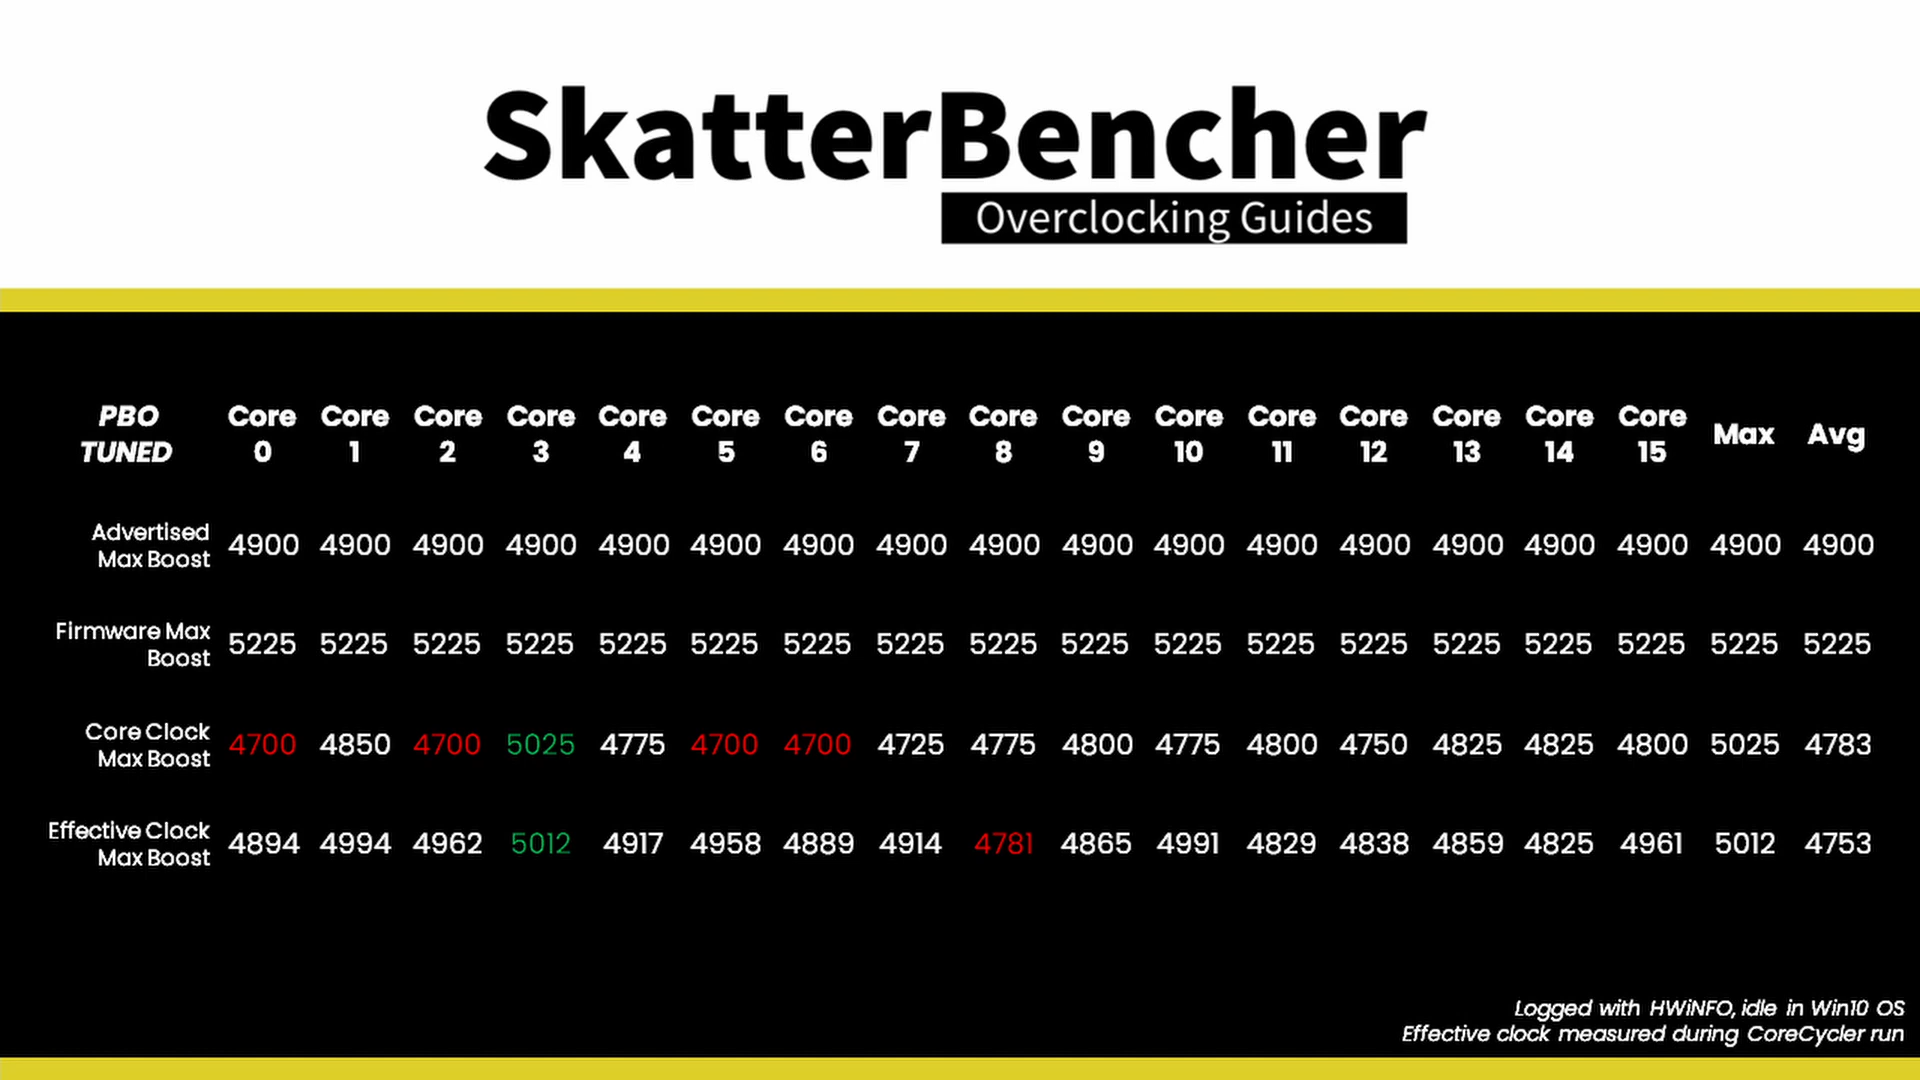 SkatterBencher
Overclocking Guides
PBO TUNED Core 0 Core 1 Core 2 Core 3 Core 4 Core 5 Core 6 Core 7 Core 8 Core 9 Core 10 Core 11 Core 12 Core 13 Core 14 Core 15 Max Avg
Advertised Max Boost 4900 4900 4900 4900 4900 4900 4900 4900 4900 4900 4900 4900 4900 4900 4900 4900 4900 4900
Firmware Max Boost 5225 5225 5225 5225 5225 5225 5225 5225 5225 5225 5225 5225 5225 5225 5225 5225 5225 5225
Core Clock Max Boost 4700 4850 4700 5025 4775 4700 4700 4725 4775 4800 4775 4800 4750 4825 4825 4800 5025 4783
Effective Clock Max Boost 4894 4994 4962 5012 4917 4958 4889 4914 4781 4865 4991 4829 4838 4859 4825 4961 5012 4753
Logged with HWiNFO, idle in Win10 OS
Effective clock measured during CoreCycler run